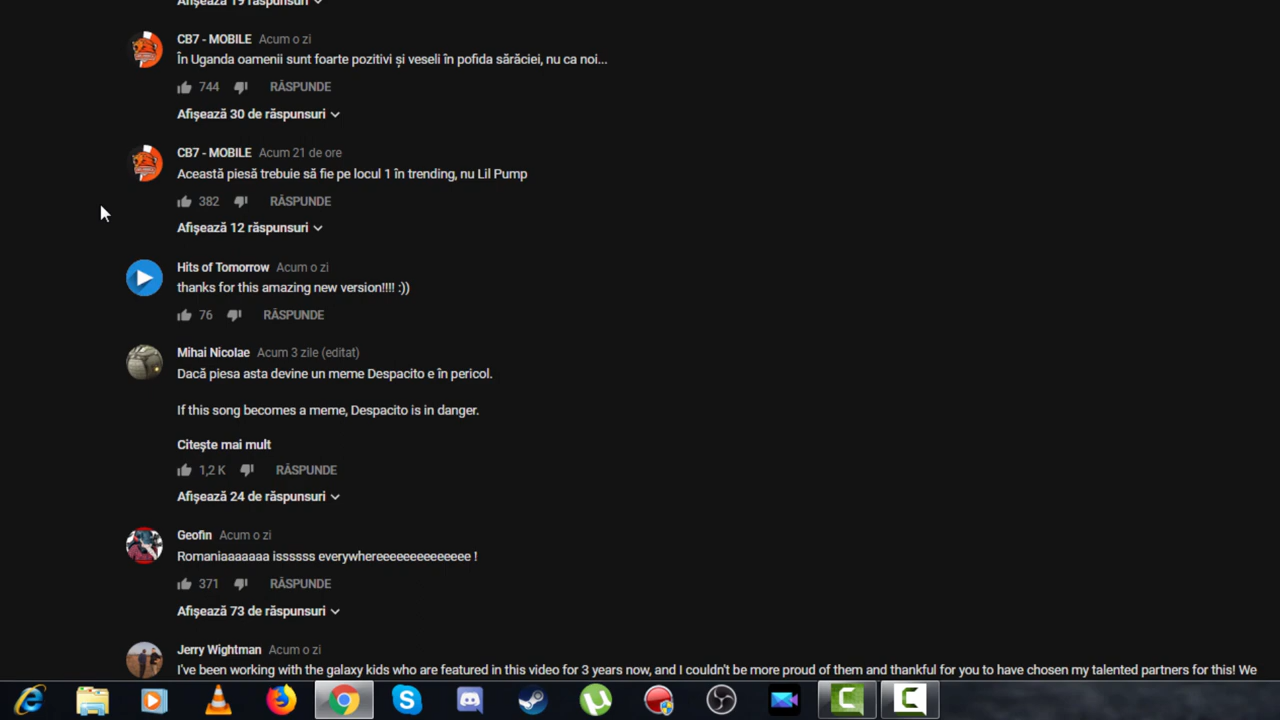 Afișează 19 răspunsuri
CB7 - MOBILE Acum o zi
În Uganda oamenii sunt foarte pozitivi și veseli în pofida sărăciei, nu ca noi...
744 RĂSPUNDE
Afișează 30 de răspunsuri
CB7 - MOBILE Acum 21 de ore
Această piesă trebuie să fie pe locul 1 în trending, nu Lil Pump
382 RĂSPUNDE
Afișează 12 răspunsuri
Hits of Tomorrow Acum o zi
thanks for this amazing new version!!!! :))
76 RĂSPUNDE
Mihai Nicolae Acum 3 zile (editat)
Dacă piesa asta devine un meme Despacito e în pericol.
If this song becomes a meme, Despacito is in danger.
Citește mai mult
1,2 K RĂSPUNDE
Afișează 24 de răspunsuri
Geofin Acum o zi
Romaniaaaaaaa issssss everywhereeeeeeeeeeeeee !
371 RĂSPUNDE
Afișează 73 de răspunsuri
Jerry Wightman Acum o zi
I've been working with the galaxy kids who are featured in this video for 3 years now, and I couldn't be more proud of them and thankful for you to have chosen my talented partners for this! We